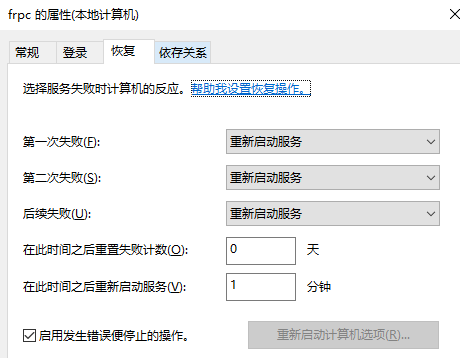 frpc 的属性(本地计算机)
常规 登录 恢复 依存关系
选择服务失败时计算机的反应。帮助我设置恢复操作。
第一次失败(F): 重新启动服务
第二次失败(S): 重新启动服务
后续失败(U): 重新启动服务
在此时间之后重置失败计数(O): 0 天
在此时间之后重新启动服务(V): 1 分钟
启用发生错误便停止的操作。 重新启动计算机选项(R)...